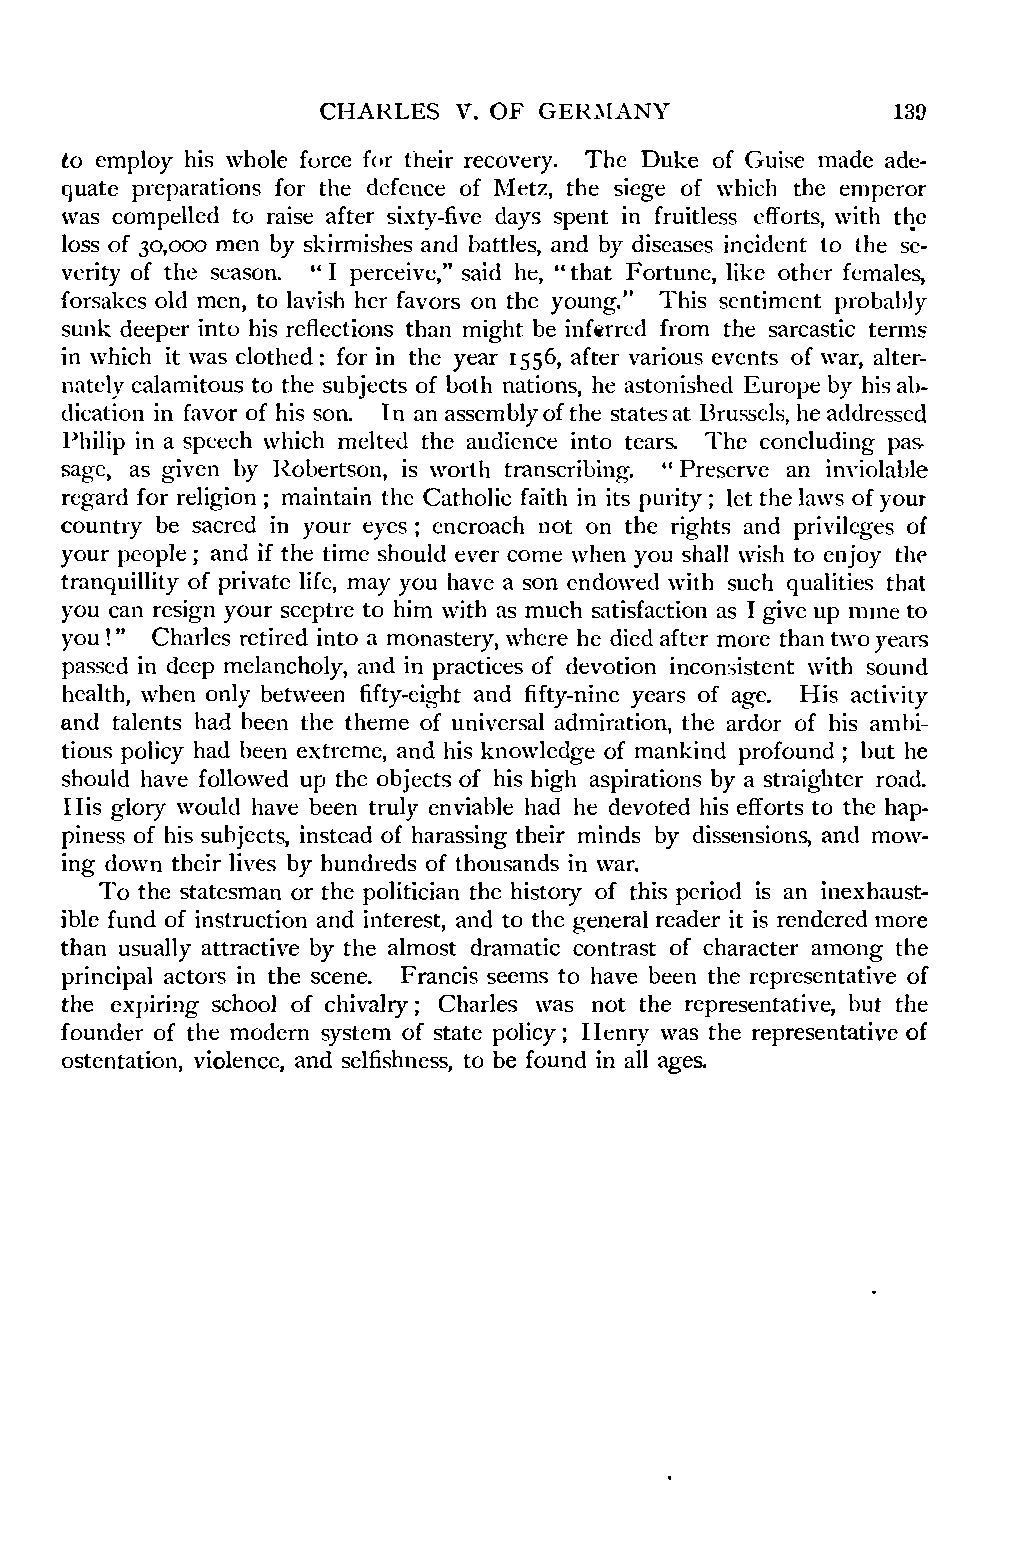 CHARLES V. OF GERMANY 139
to employ his whole force for their recovery. The Duke of Guise made ade-
quate preparations for the defence of Metz, the siege of which the emperor
was compelled to raise after sixty-five days spent in fruitless efforts, with the
loss of 30,000 men by skirmishes and battles, and by diseases incident to the se-
verity of the season. "I perceive," said he, "that Fortune, like other females,
forsakes old men, to lavish her favors on the young." This sentiment probably
sunk deeper into his reflections than might be inferred from the sarcastic terms
in which it was clothed: for in the year 1556, after various events of war, alter-
nately calamitous to the subjects of both nations, he astonished Europe by his ab-
dication in favor of his son. In an assembly of the states at Brussels, he addressed
Philip in a speech which melted the audience into tears. The concluding pas-
sage, as given by Robertson, is worth transcribing. "Preserve an inviolable
regard for religion; maintain the Catholic faith in its purity; let the laws of your
country be sacred in your eyes; encroach not on the rights and privileges of
your people; and if the time should ever come when you shall wish to enjoy the
tranquillity of private life, may you have a son endowed with such qualities that
you can resign your sceptre to him with as much satisfaction as I give up mine to
you!" Charles retired into a monastery, where he died after more than two years
passed in deep melancholy, and in practices of devotion inconsistent with sound
health, when only between fifty-eight and fifty-nine years of age. His activity
and talents had been the theme of universal admiration, the ardor of his ambi-
tious policy had been extreme, and his knowledge of mankind profound; but he
should have followed up the objects of his high aspirations by a straighter road.
His glory would have been truly enviable had he devoted his efforts to the hap-
piness of his subjects, instead of harassing their minds by dissensions, and mow-
ing down their lives by hundreds of thousands in war.
To the statesman or the politician the history of this period is an inexhaust-
ible fund of instruction and interest, and to the general reader it is rendered more
than usually attractive by the almost dramatic contrast of character among the
principal actors in the scene. Francis seems to have been the representative of
the expiring school of chivalry; Charles was not the representative, but the
founder of the modern system of state policy; Henry was the representative of
ostentation, violence, and selfishness, to be found in all ages.